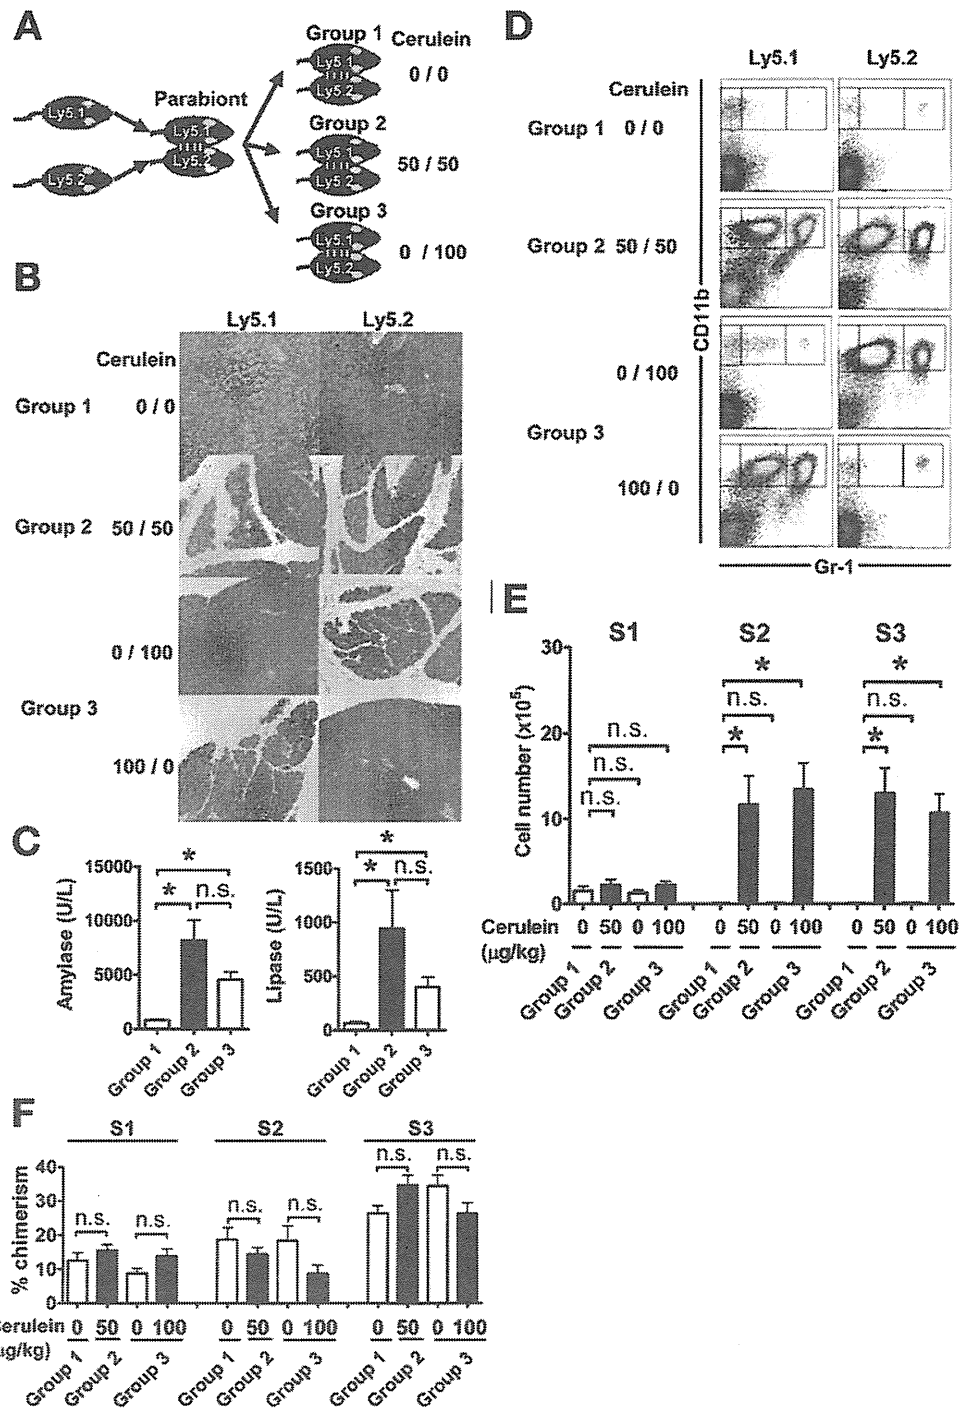 A
Group 1
Cerulein
Ly5.1
Ly5.2
0 / 0
Parabiont
Ly5.1
Ly5.2
Ly5.1
Ly5.2
Group 2
Ly5.1
Ly5.2
50 / 50
Group 3
Ly5.1
Ly5.2
0 / 100
B
Ly5.1
Ly5.2
Cerulein
Group 1
0 / 0
Group 2
50 / 50
0 / 100
Group 3
100 / 0
C
Amylase (U/L)
15000
10000
5000
0
*
*
n.s.
Group 1
Group 2
Group 3
Lipase (U/L)
1500
1000
500
0
*
*
n.s.
Group 1
Group 2
Group 3
D
Ly5.1
Ly5.2
Cerulein
Group 1 0 / 0
Group 2 50 / 50
0 / 100
Group 3
100 / 0
CD11b
Gr-1
E
S1
S2
S3
Cell number (x10⁵)
30
20
10
0
n.s.
n.s.
n.s.
*
n.s.
*
*
n.s.
*
Cerulein
(µg/kg)
0 50 0 100 0 50 0 100 0 50 0 100
Group 1
Group 2
Group 3
Group 1
Group 2
Group 3
Group 1
Group 2
Group 3
F
S1
S2
S3
% chimerism
40
30
20
10
0
n.s.
n.s.
n.s.
n.s.
n.s.
n.s.
Cerulein
µg/kg)
0 50 0 100 0 50 0 100 0 50 0 100
Group 1
Group 2
Group 3
Group 1
Group 2
Group 3
Group 1
Group 2
Group 3